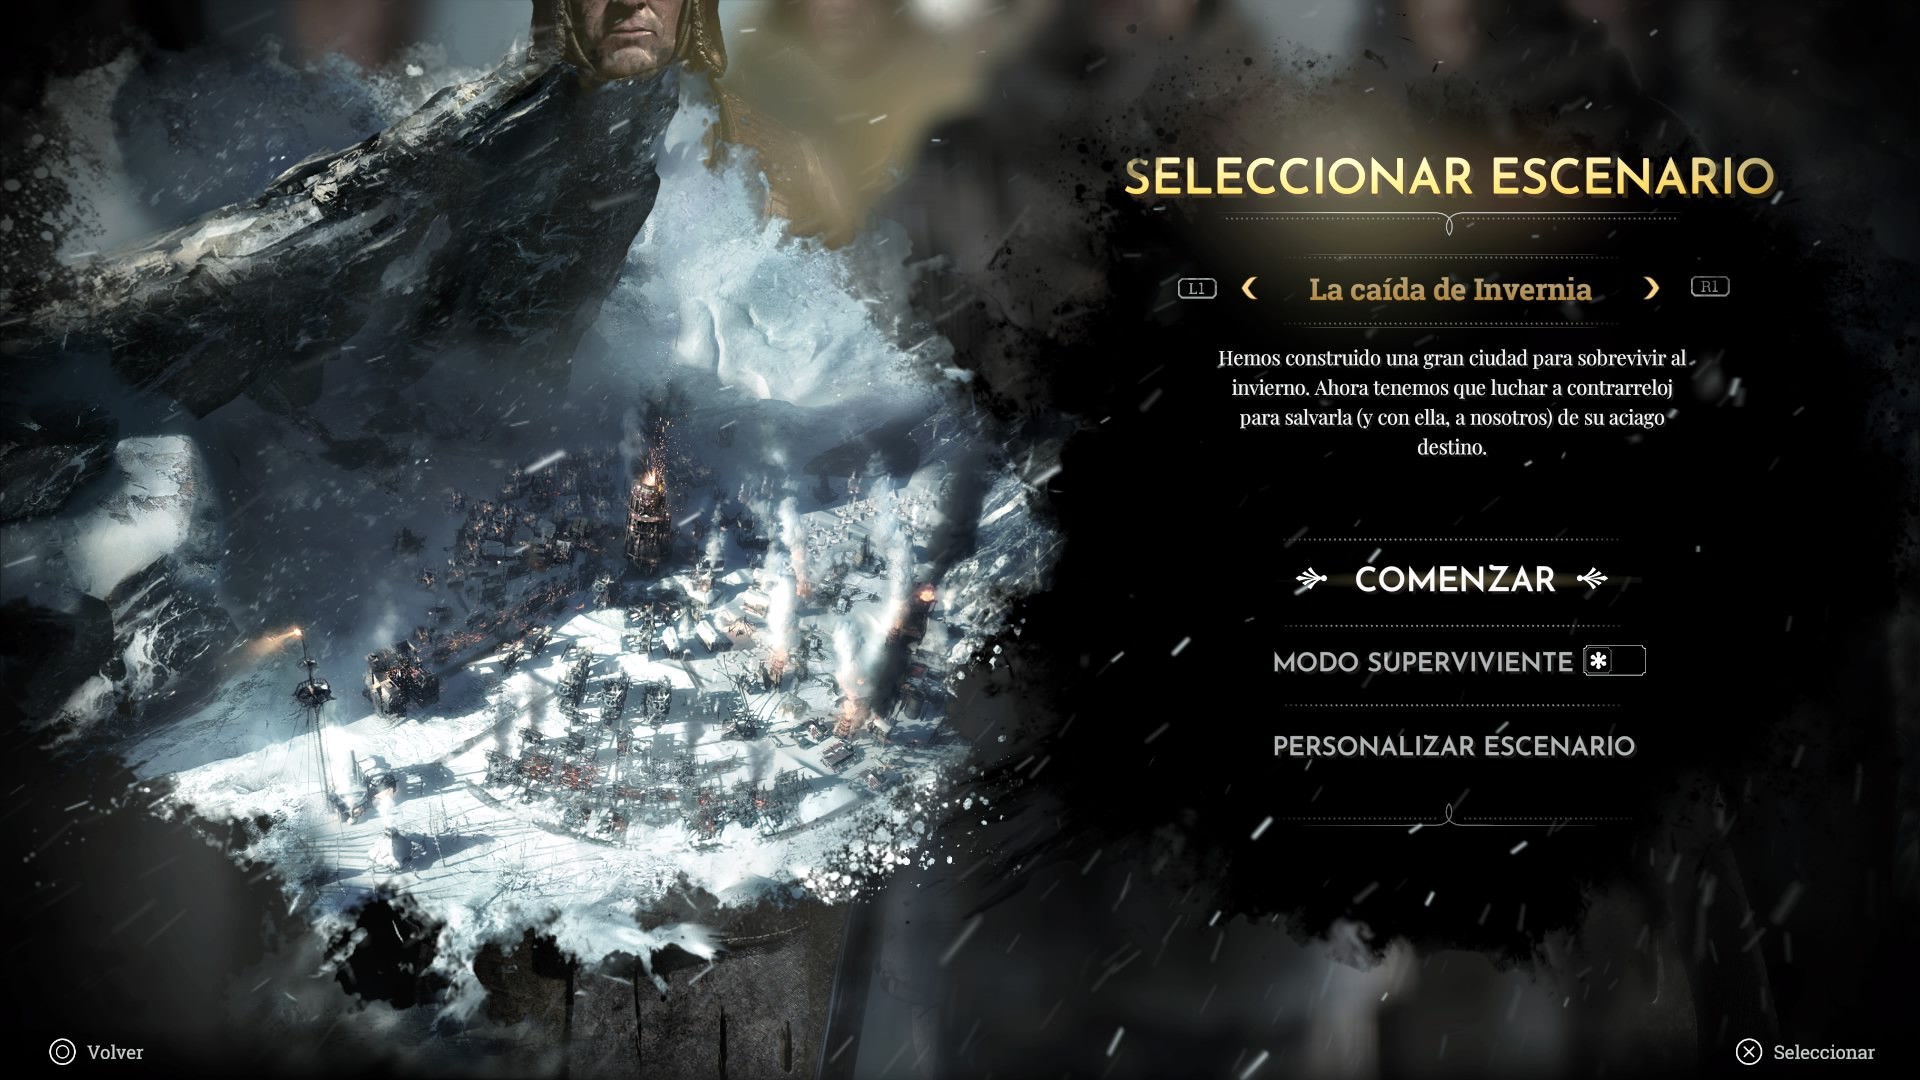 SELECCIONAR ESCENARIO
L1
La caída de Invernia
R1
Hemos construido una gran ciudad para sobrevivir al
invierno. Ahora tenemos que luchar a contrarreloj
para salvarla (y con ella, a nosotros) de su aciago
destino.
COMENZAR
MODO SUPERVIVIENTE
PERSONALIZAR ESCENARIO
Volver
Seleccionar